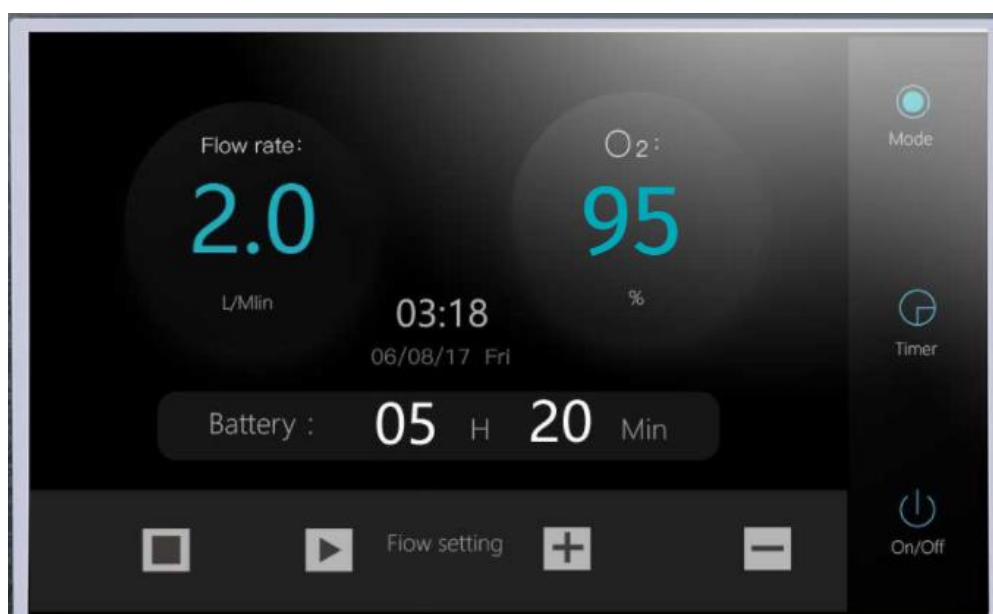 Flow rate:
2.0
L/Mlin
O2:
95
%
03:18
06/08/17 Fri
Battery : 05 H 20 Min
Fiow setting
Mode
Timer
On/Off